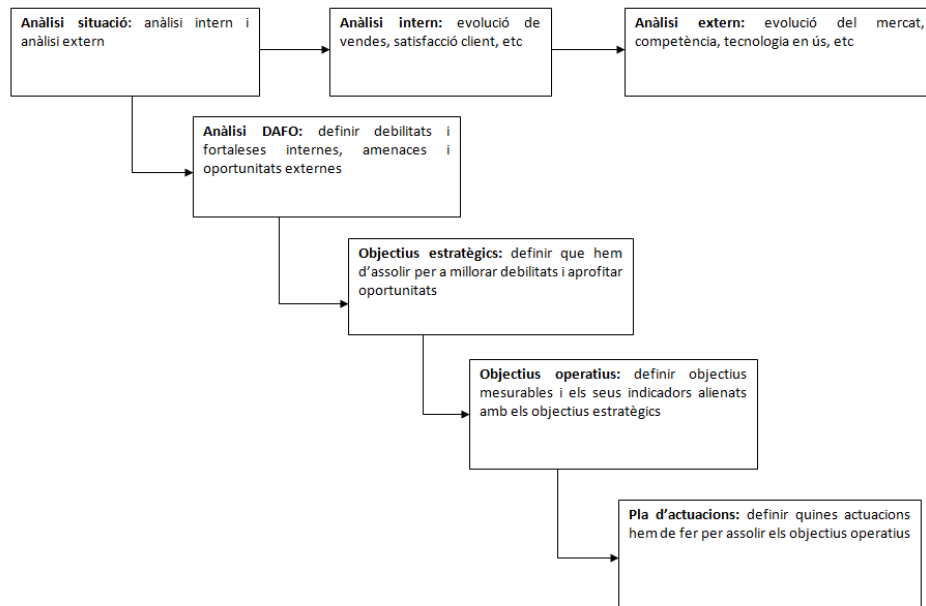 Anàlisi situació: anàlisi intern i
anàlisi extern
Anàlisi intern: evolució de
vendes, satisfacció client, etc
Anàlisi extern: evolució del mercat,
competència, tecnologia en ús, etc
Anàlisi DAFO: definir debilitats i
fortaleses internes, amenaces i
oportunitats externes
Objectius estratègics: definir que hem
d’assolir per a millorar debilitats i aprofitar
oportunitats
Objectius operatius: definir objectius
mesurables i els seus indicadors alienats
amb els objectius estratègics
Pla d’actuacions: definir quines actuacions
hem de fer per assolir els objectius operatius